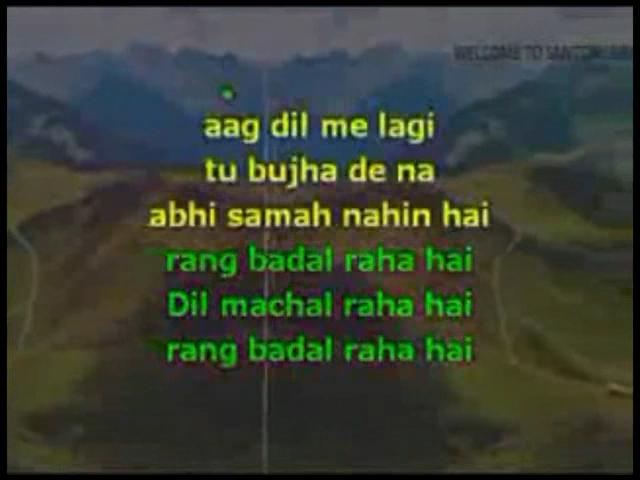 WELCOME TO
aag dil me lagi
tu bujha de na
abhi samah nahin hai
rang badal raha hai
Dil machal raha hai
rang badal raha hai